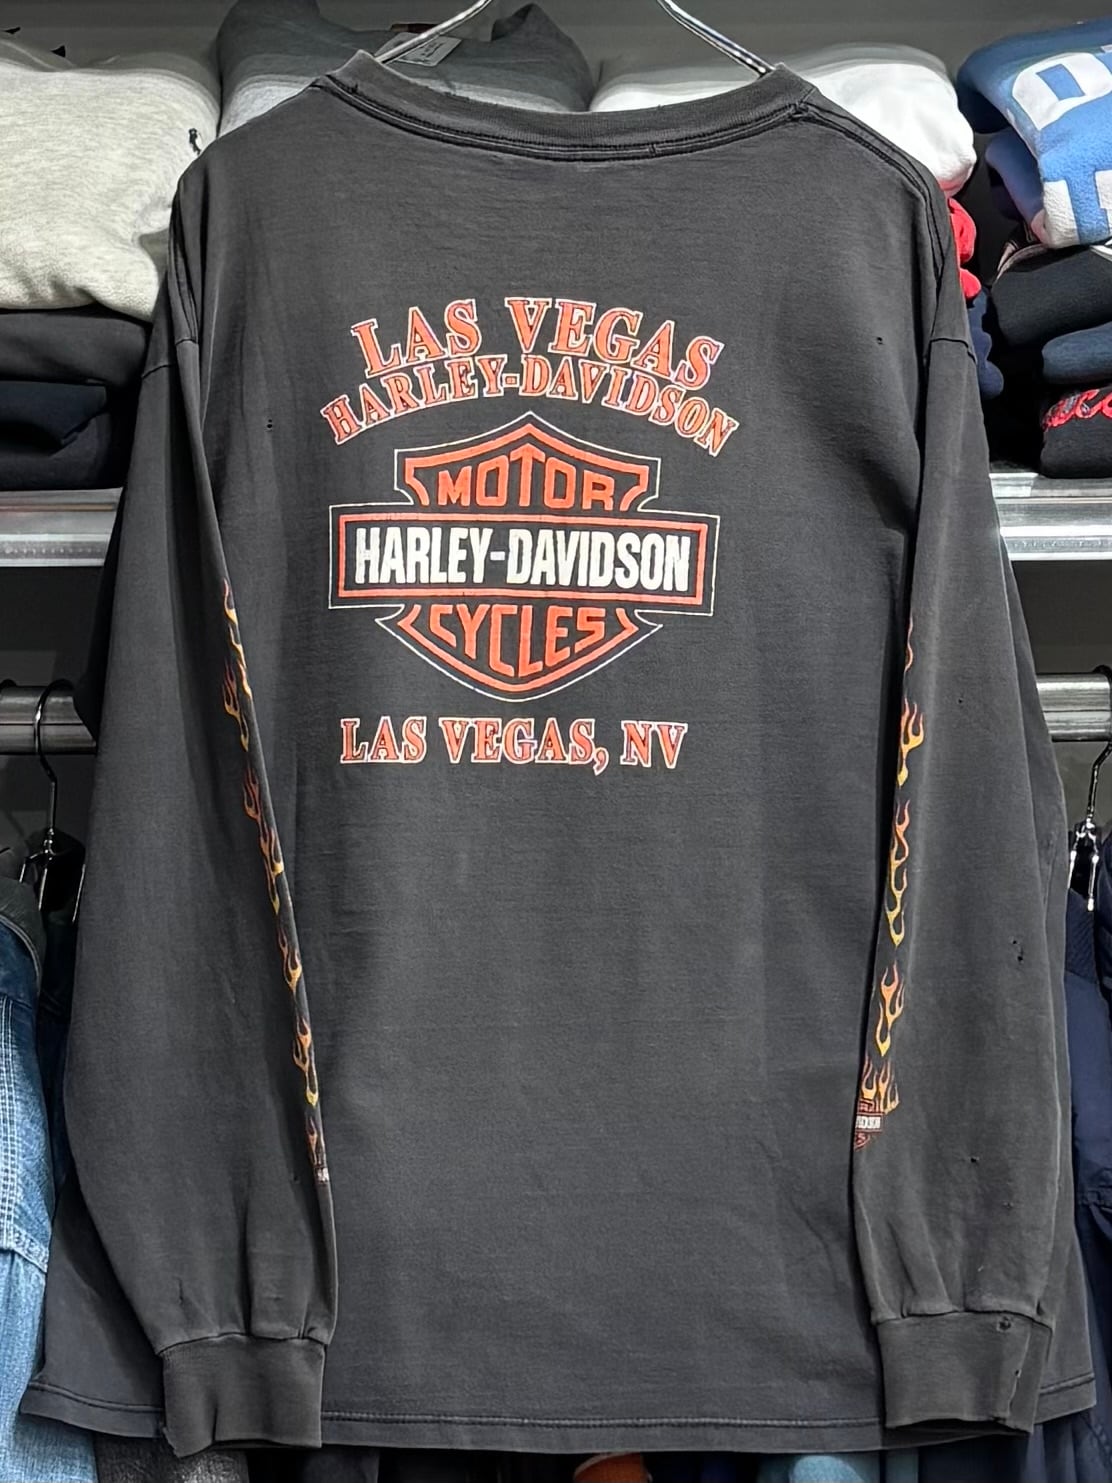 LAS VEGAS
HARLEY-DAVIDSON
MOTOR
HARLEY-DAVIDSON
CYCLES
LAS VEGAS, NV